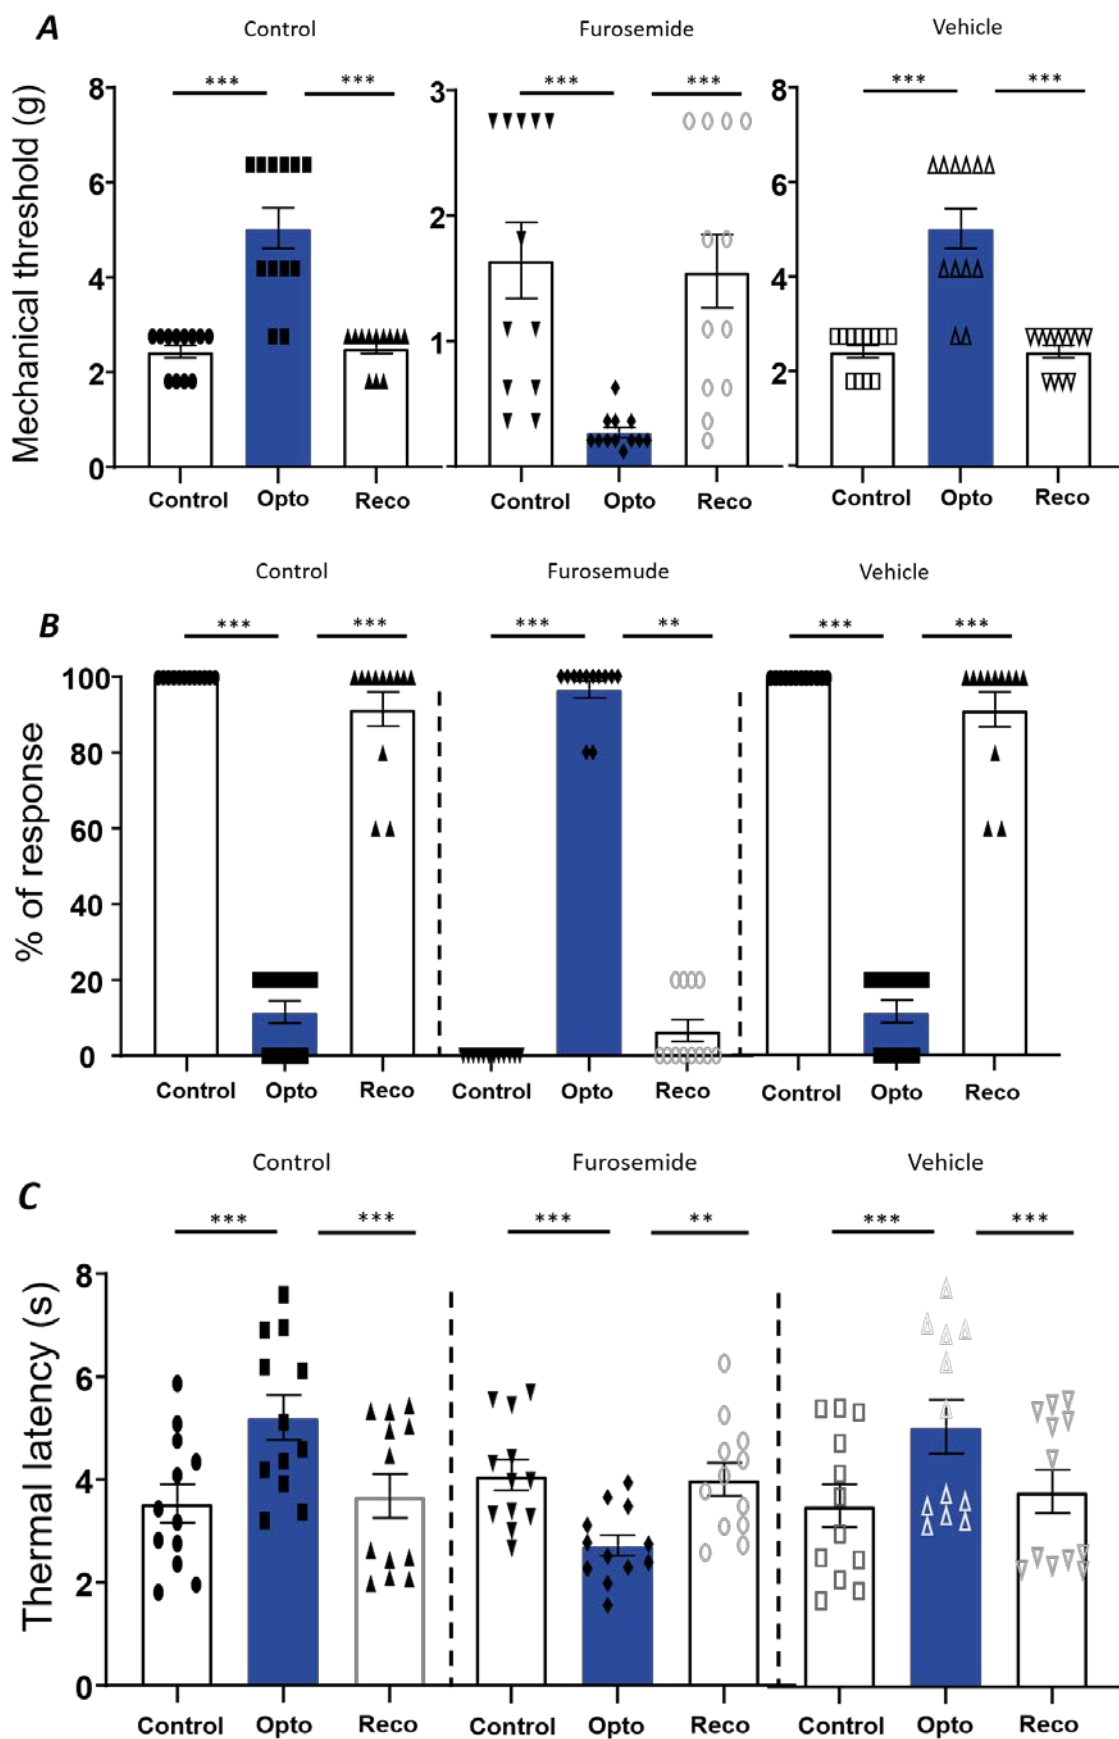 A
Control Furosemide Vehicle
*** *** *** *** *** ***
Mechanical threshold (g)
8 6 4 2 0
3 2 1
8 6 4 2
Control Opto Reco Control Opto Reco Control Opto Reco
Control Furosemude Vehicle
B
*** *** *** ** *** ***
% of response
100 80 60 40 20 0
Control Opto Reco Control Opto Reco Control Opto Reco
Control Furosemide Vehicle
C
*** *** *** ** *** ***
Thermal latency (s)
8 6 4 2 0
Control Opto Reco Control Opto Reco Control Opto Reco